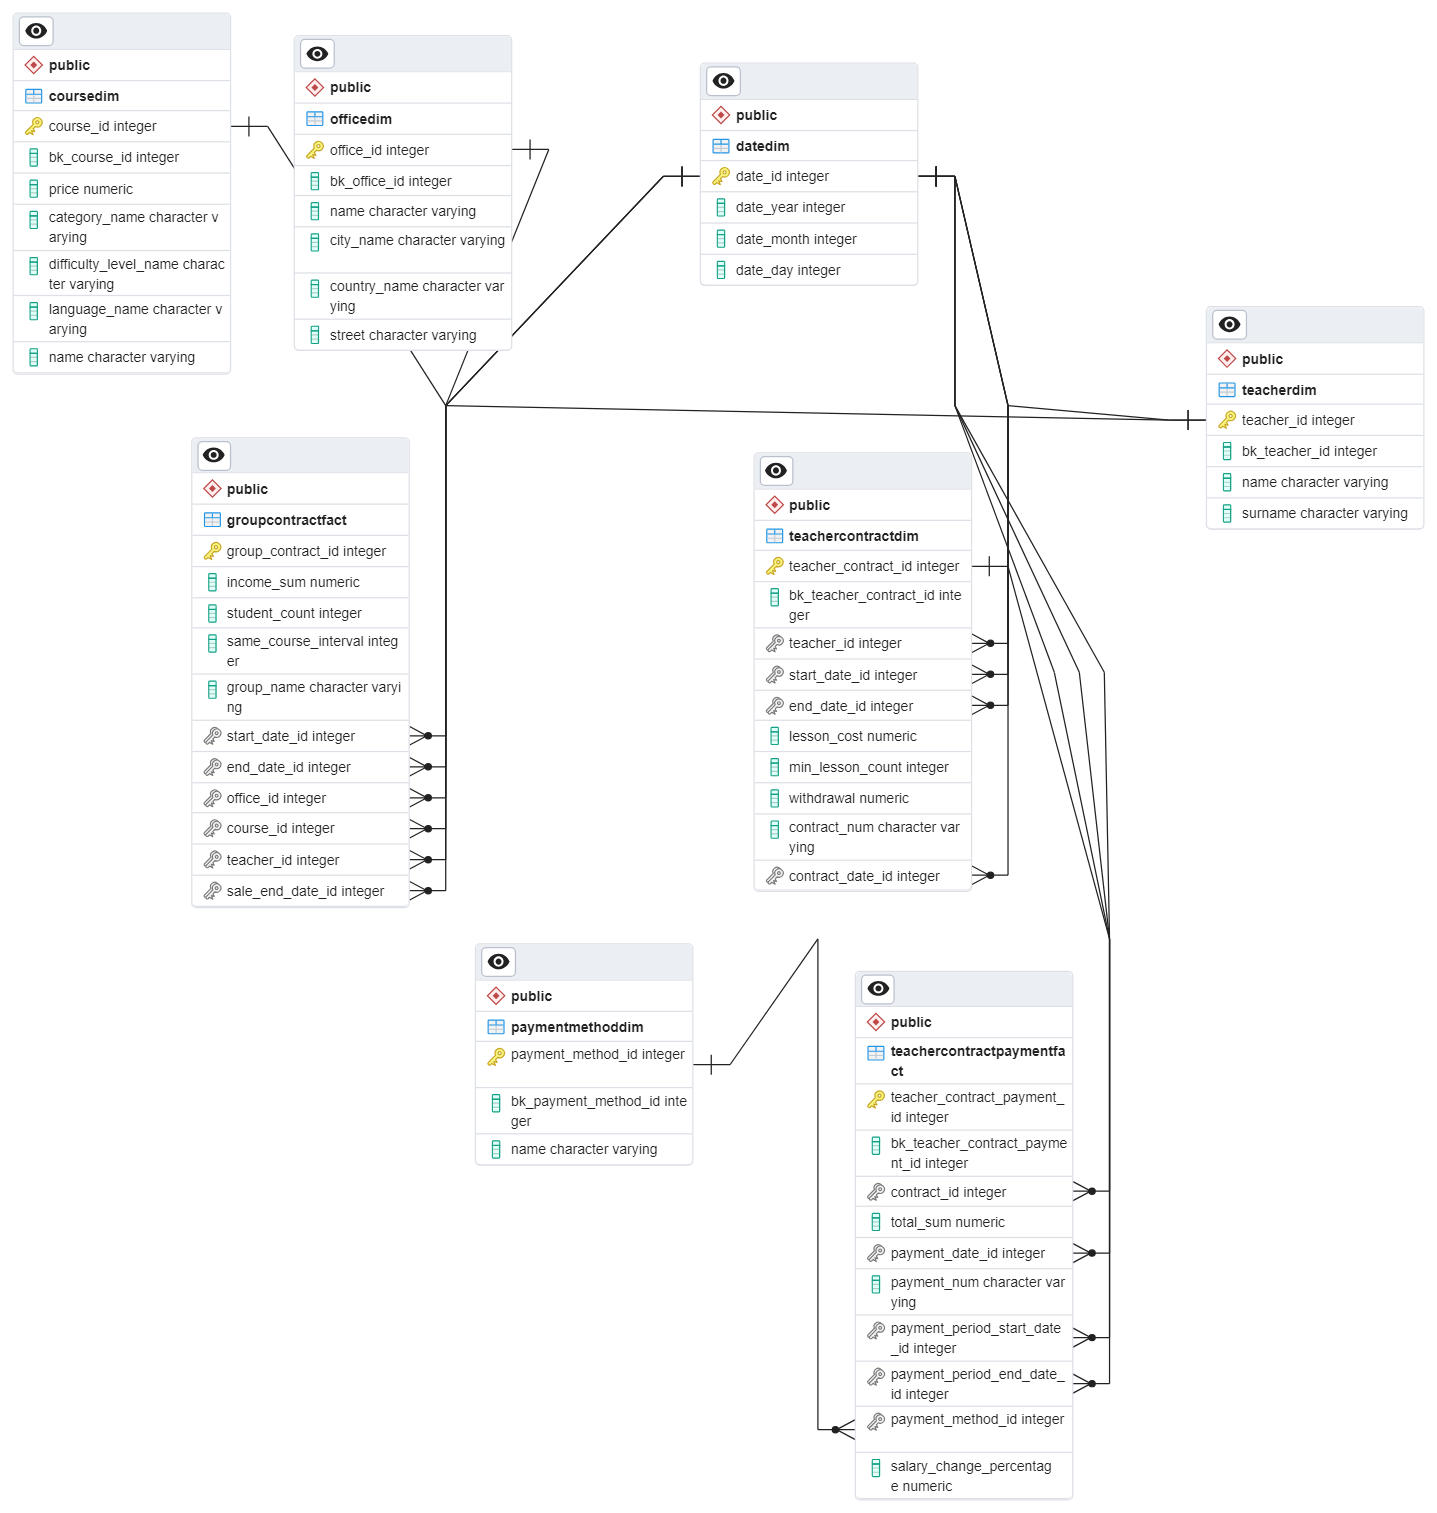 public
coursedim
course_id integer
bk_course_id integer
price numeric
category_name character v
arying
difficulty_level_name charac
ter varying
language_name character v
arying
name character varying
public
officedim
office_id integer
bk_office_id integer
name character varying
city_name character varying
country_name character var
ying
street character varying
public
datedim
date_id integer
date_year integer
date_month integer
date_day integer
public
teacherdim
teacher_id integer
bk_teacher_id integer
name character varying
surname character varying
public
groupcontractfact
group_contract_id integer
income_sum numeric
student_count integer
same_course_interval integ
er
group_name character varyi
ng
start_date_id integer
end_date_id integer
office_id integer
course_id integer
teacher_id integer
sale_end_date_id integer
public
teachercontractdim
teacher_contract_id integer
bk_teacher_contract_id inte
ger
teacher_id integer
start_date_id integer
end_date_id integer
lesson_cost numeric
min_lesson_count integer
withdrawal numeric
contract_num character var
ying
contract_date_id integer
public
paymentmethoddim
payment_method_id integer
bk_payment_method_id inte
ger
name character varying
public
teachercontractpaymentfa
ct
teacher_contract_payment_
id integer
bk_teacher_contract_payme
nt_id integer
contract_id integer
total_sum numeric
payment_date_id integer
payment_num character var
ying
payment_period_start_date
_id integer
payment_period_end_date_
id integer
payment_method_id integer
salary_change_percentag
e numeric